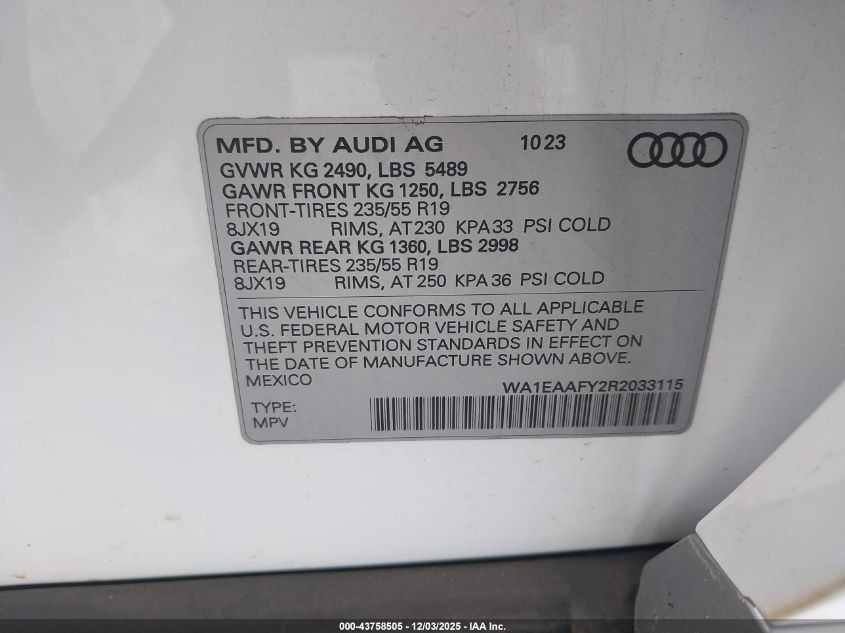 MFD. BY AUDI AG 10 23
GVWR KG 2490, LBS 5489
GAWR FRONT KG 1250, LBS 2756
FRONT-TIRES 235/55 R19
8JX19 RIMS, AT 230 KPA 33 PSI COLD
GAWR REAR KG 1360, LBS 2998
REAR-TIRES 235/55 R19
8JX19 RIMS, AT 250 KPA 36 PSI COLD
THIS VEHICLE CONFORMS TO ALL APPLICABLE
U.S. FEDERAL MOTOR VEHICLE SAFETY AND
THEFT PREVENTION STANDARDS IN EFFECT ON
THE DATE OF MANUFACTURE SHOWN ABOVE.
MEXICO WA1EAAFY2R2033115
TYPE:
MPV
000-43758505 - 12/03/2025 - IAA Inc.